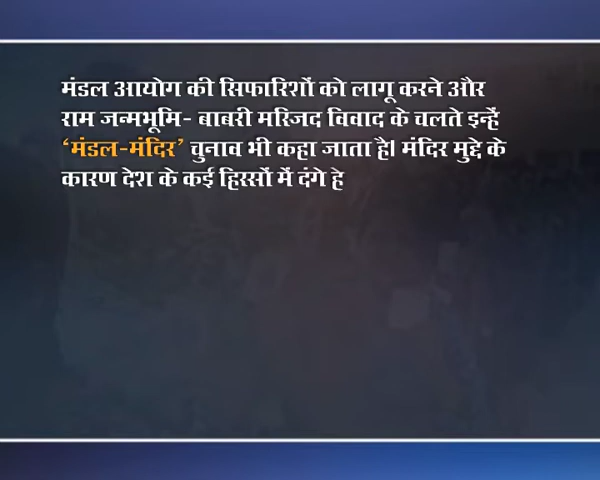 मंडल आयोग की सिफारिशों को लागू करने और
राम जन्मभूमि- बाबरी मस्जिद विवाद के चलते इन्हें
‘मंडल-मंदिर’ चुनाव भी कहा जाता है। मंदिर मुद्दे के
कारण देश के कई हिस्सों में दंगे हे